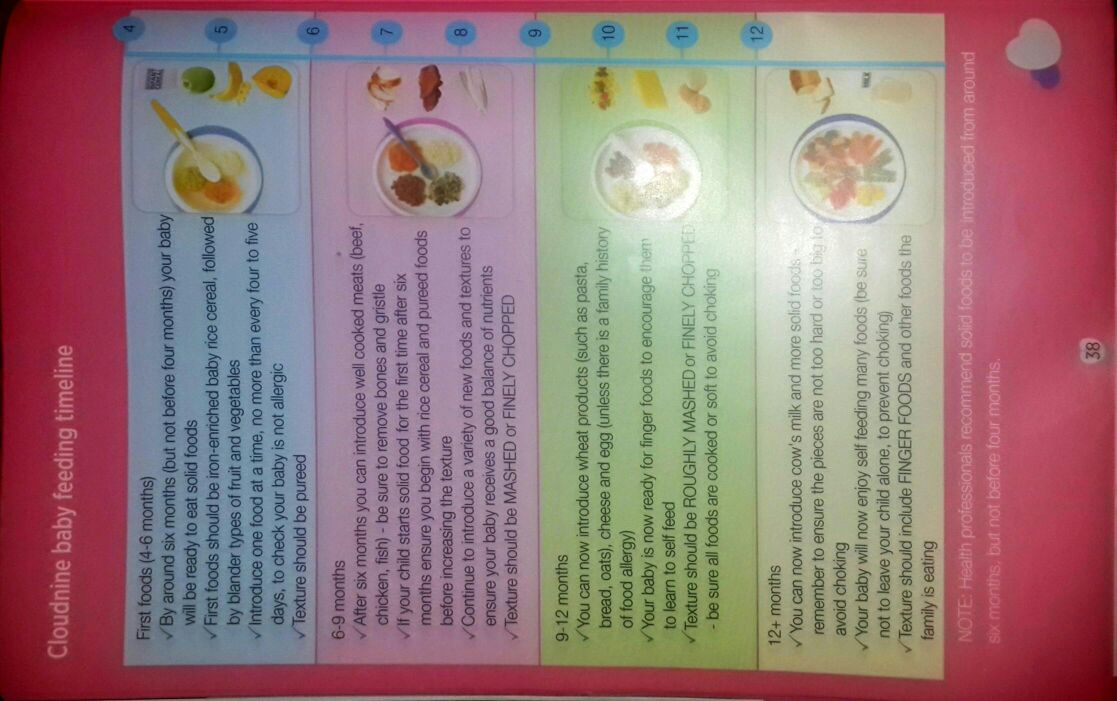 Cloudnine baby feeding timeline
First foods (4-6 months)
✓By around six months (but not before four months) your baby
will be ready to eat solid foods
✓First foods should be iron-enriched baby rice cereal, followed
by blander types of fruit and vegetables
✓Introduce one food at a time, no more than every four to five
days, to check your baby is not allergic
✓Texture should be pureed
6-9 months
✓After six months you can introduce well cooked meats (beef,
chicken, fish) - be sure to remove bones and gristle
✓If your child starts solid food for the first time after six
months ensure you begin with rice cereal and pureed foods
before increasing the texture
✓Continue to introduce a variety of new foods and textures to
ensure your baby receives a good balance of nutrients
✓Texture should be MASHED or FINELY CHOPPED
9-12 months
✓You can now introduce wheat products (such as pasta,
bread, oats), cheese and egg (unless there is a family history
of food allergy)
✓Your baby is now ready for finger foods to encourage them
to learn to self feed
✓Texture should be ROUGHLY MASHED or FINELY CHOPPED
- be sure all foods are cooked or soft to avoid choking
12+ months
✓You can now introduce cow's milk and more solid foods -
remember to ensure the pieces are not too hard or too big to
avoid choking
✓Your baby will now enjoy self feeding many foods (be sure
not to leave your child alone, to prevent choking)
✓Texture should include FINGER FOODS and other foods the
family is eating
4
5
6
7
8
9
10
11
12
MILK
NOTE: Health professionals recommend solid foods to be introduced from around
six months, but not before four months.
38